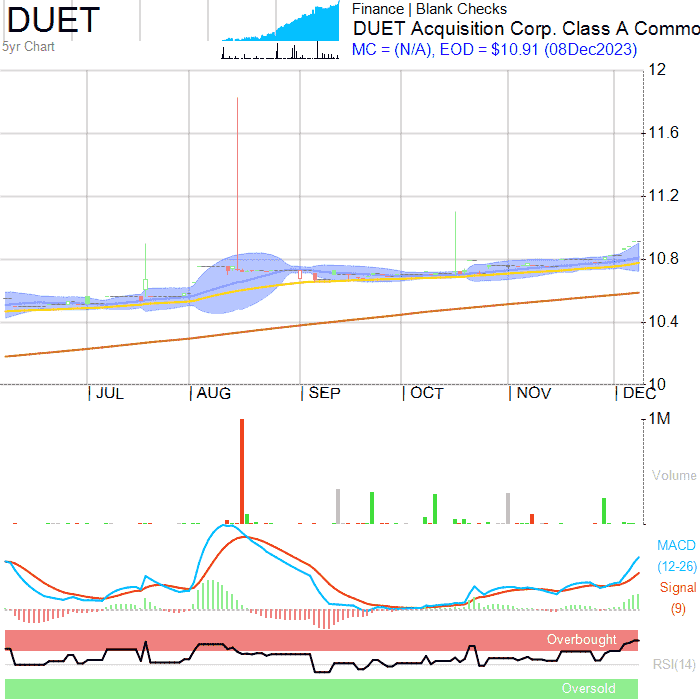 DUET
5yr Chart
Finance | Blank Checks
DUET Acquisition Corp. Class A Commo
MC = (N/A), EOD = $10.91 (08Dec2023)
12
11.6
11.2
10.8
10.4
10
JUL AUG SEP OCT NOV DEC
1M
Volume
MACD
(12-26)
Signal
(9)
Overbought
RSI(14)
Oversold